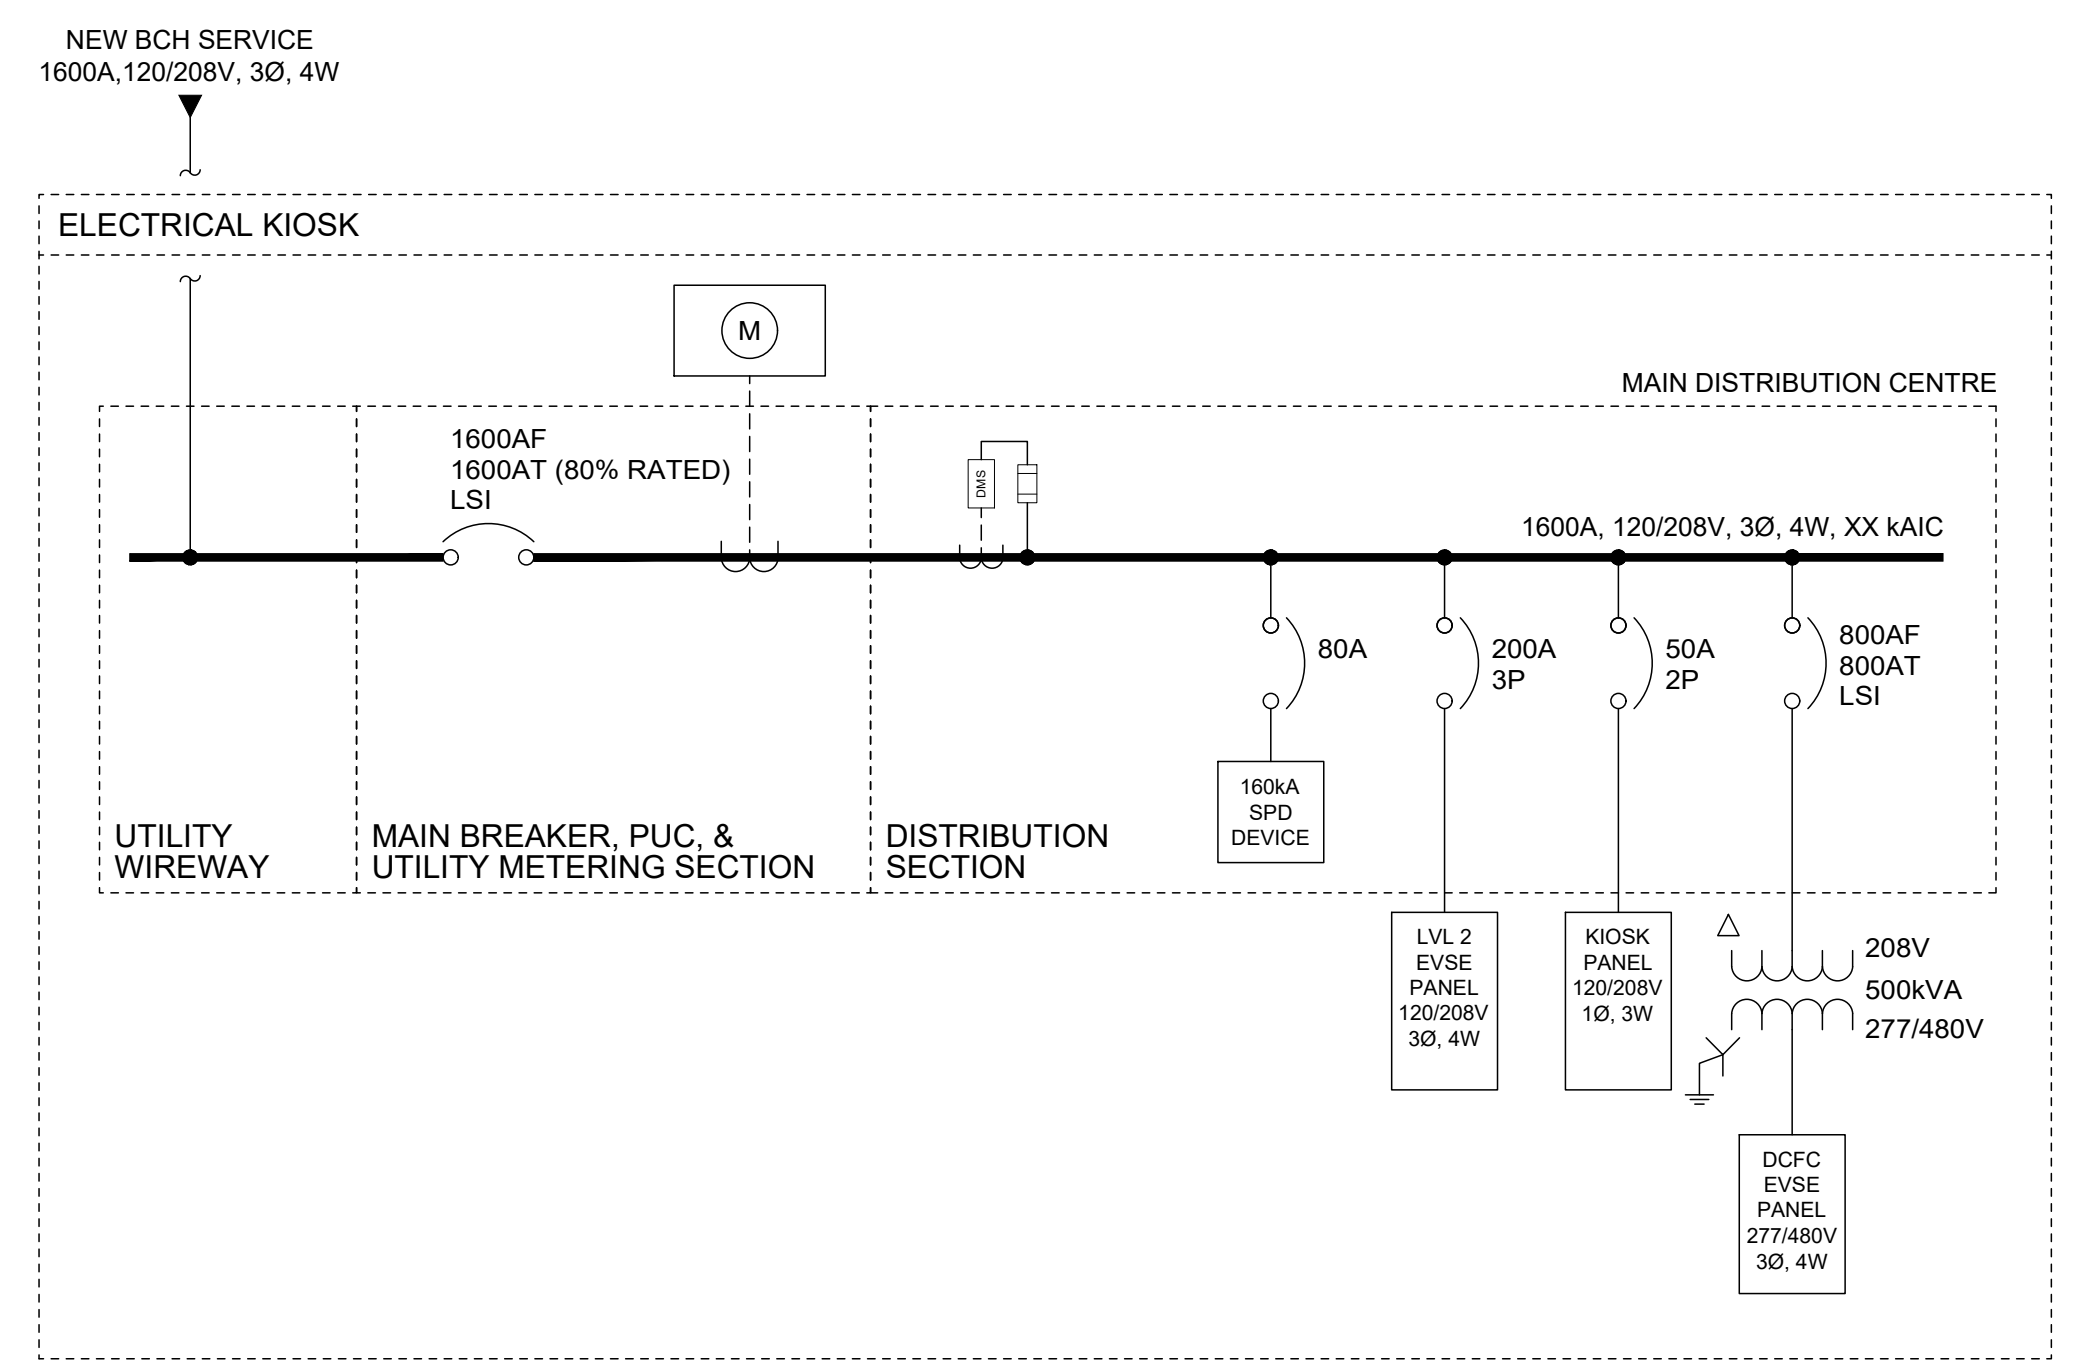 NEW BCH SERVICE
1600A,120/208V, 3Ø, 4W
ELECTRICAL KIOSK
M
MAIN DISTRIBUTION CENTRE
1600AF
1600AT (80% RATED)
LSI
DMS
1600A, 120/208V, 3Ø, 4W, XX kAIC
80A
200A
3P
50A
2P
800AF
800AT
LSI
160kA
SPD
DEVICE
UTILITY
WIREWAY
MAIN BREAKER, PUC, &
UTILITY METERING SECTION
DISTRIBUTION
SECTION
LVL 2
EVSE
PANEL
120/208V
3Ø, 4W
KIOSK
PANEL
120/208V
1Ø, 3W
208V
500kVA
277/480V
DCFC
EVSE
PANEL
277/480V
3Ø, 4W